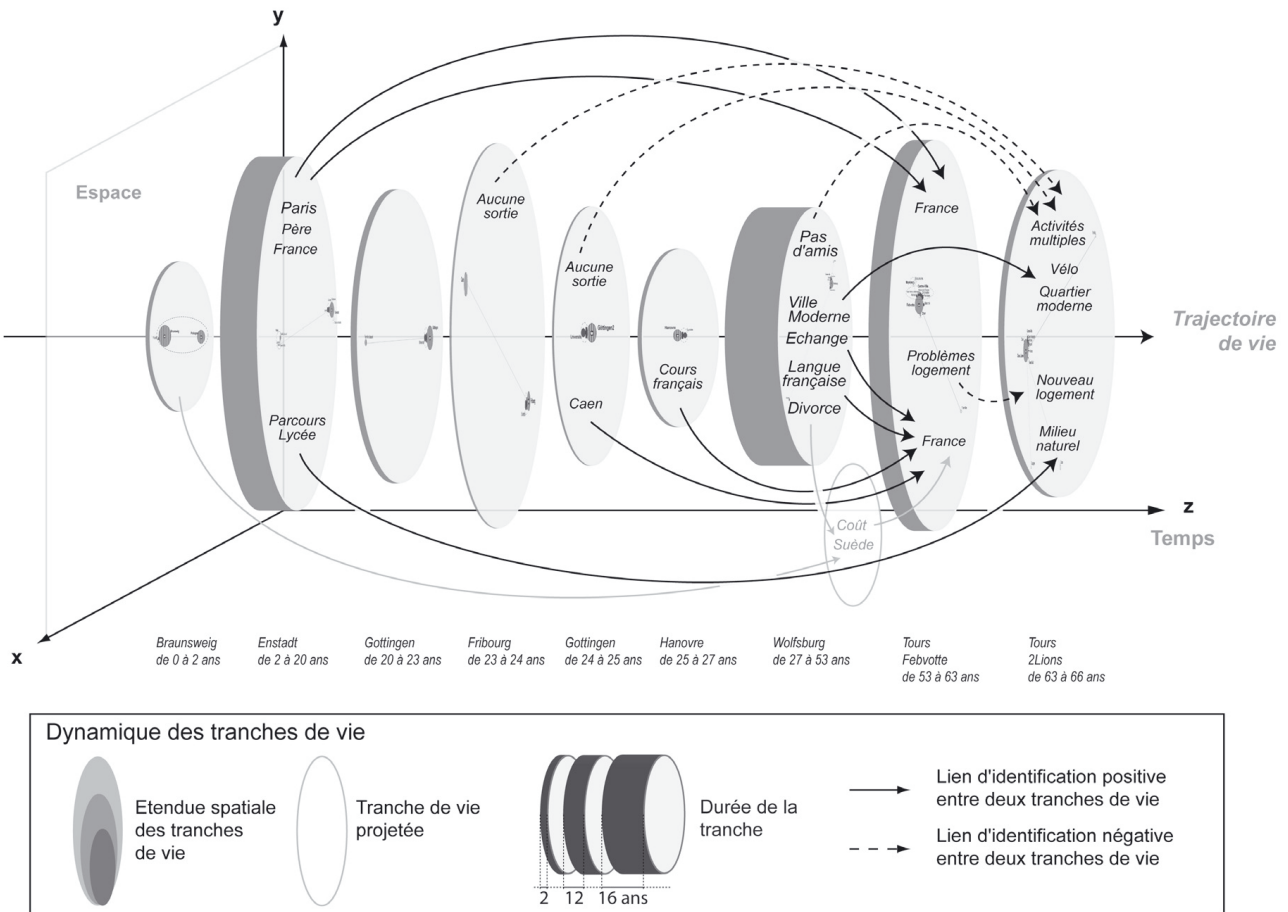 y
Espace
Paris
Père
France
Parcours
Lycée
Aucune
sortie
Aucune
sortie
Göttingen2
Caen
Cours
français
Pas
d'amis
Ville
Moderne
Echange
Langue
française
Divorce
Coût
Suède
France
Problèmes
logement
France
Activités
multiples
Vélo
Quartier
moderne
Nouveau
logement
Milieu
naturel
Trajectoire
de vie
z
Temps
x
Braunsweig
de 0 à 2 ans
Enstadt
de 2 à 20 ans
Gottingen
de 20 à 23 ans
Fribourg
de 23 à 24 ans
Gottingen
de 24 à 25 ans
Hanovre
de 25 à 27 ans
Wolfsburg
de 27 à 53 ans
Tours
Febvotte
de 53 à 63 ans
Tours
2Lions
de 63 à 66 ans
Dynamique des tranches de vie
Etendue spatiale
des tranches
de vie
Tranche de vie
projetée
2 12 16 ans
Durée de la
tranche
Lien d'identification positive
entre deux tranches de vie
Lien d'identification négative
entre deux tranches de vie